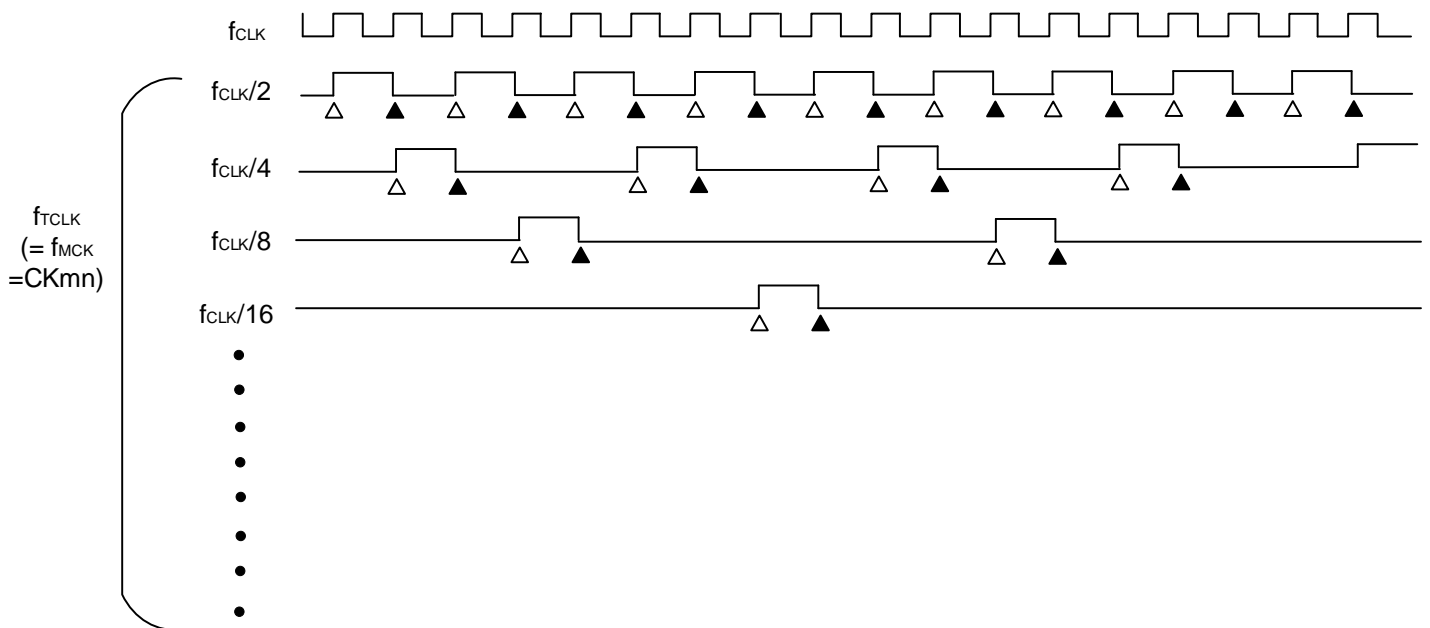 fCLK
fCLK/2
fCLK/4
fCLK/8
fCLK/16
fTCLK
(= fMCK
=CKmn)